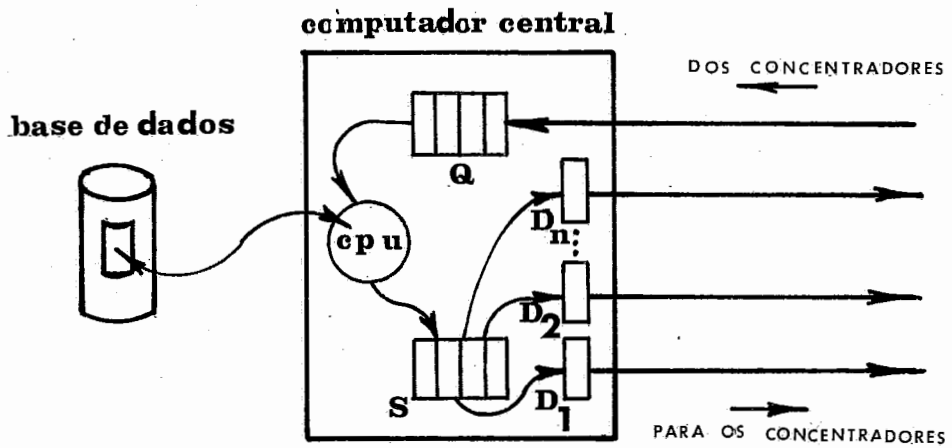 computador central
DOS CONCENTRADORES
base de dados
Q
cpu
Dn
D2
S
D1
PARA OS CONCENTRADORES